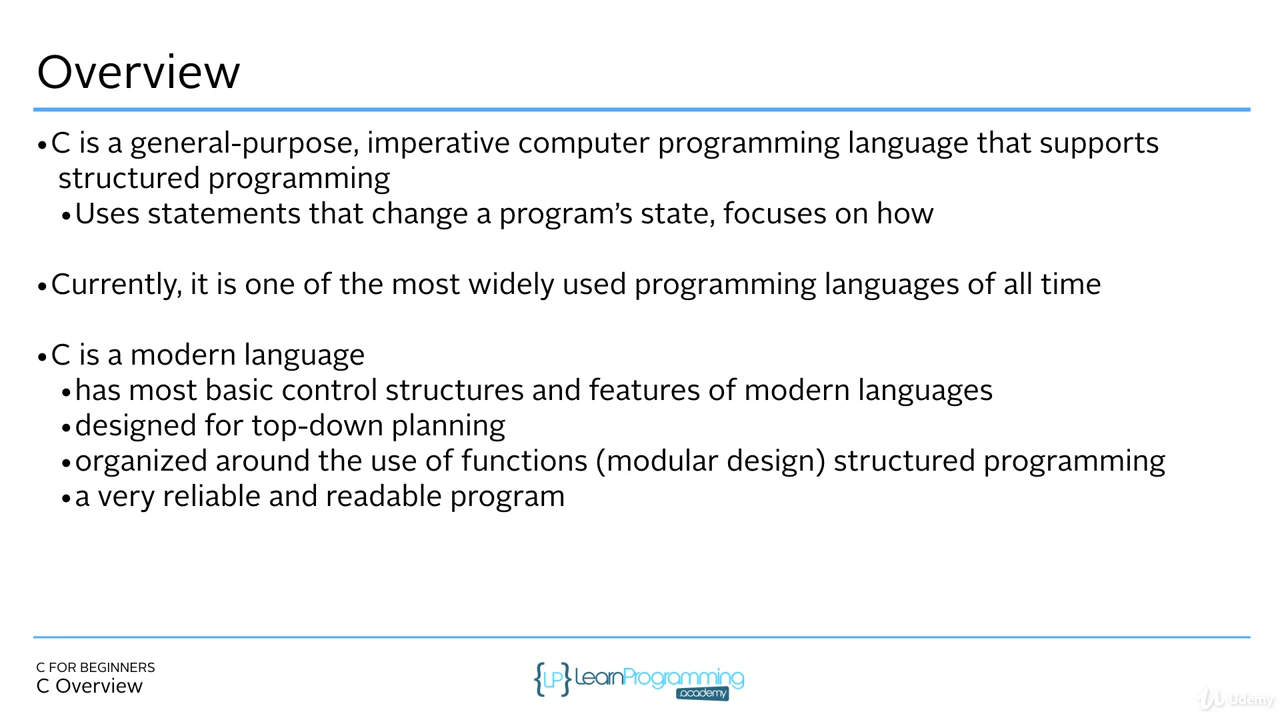 Overview
•C is a general-purpose, imperative computer programming language that supports
structured programming
•Uses statements that change a program’s state, focuses on how
•Currently, it is one of the most widely used programming languages of all time
•C is a modern language
•has most basic control structures and features of modern languages
•designed for top-down planning
•organized around the use of functions (modular design) structured programming
•a very reliable and readable program
C FOR BEGINNERS
C Overview
{LP} LearnProgramming
.academy
Udemy